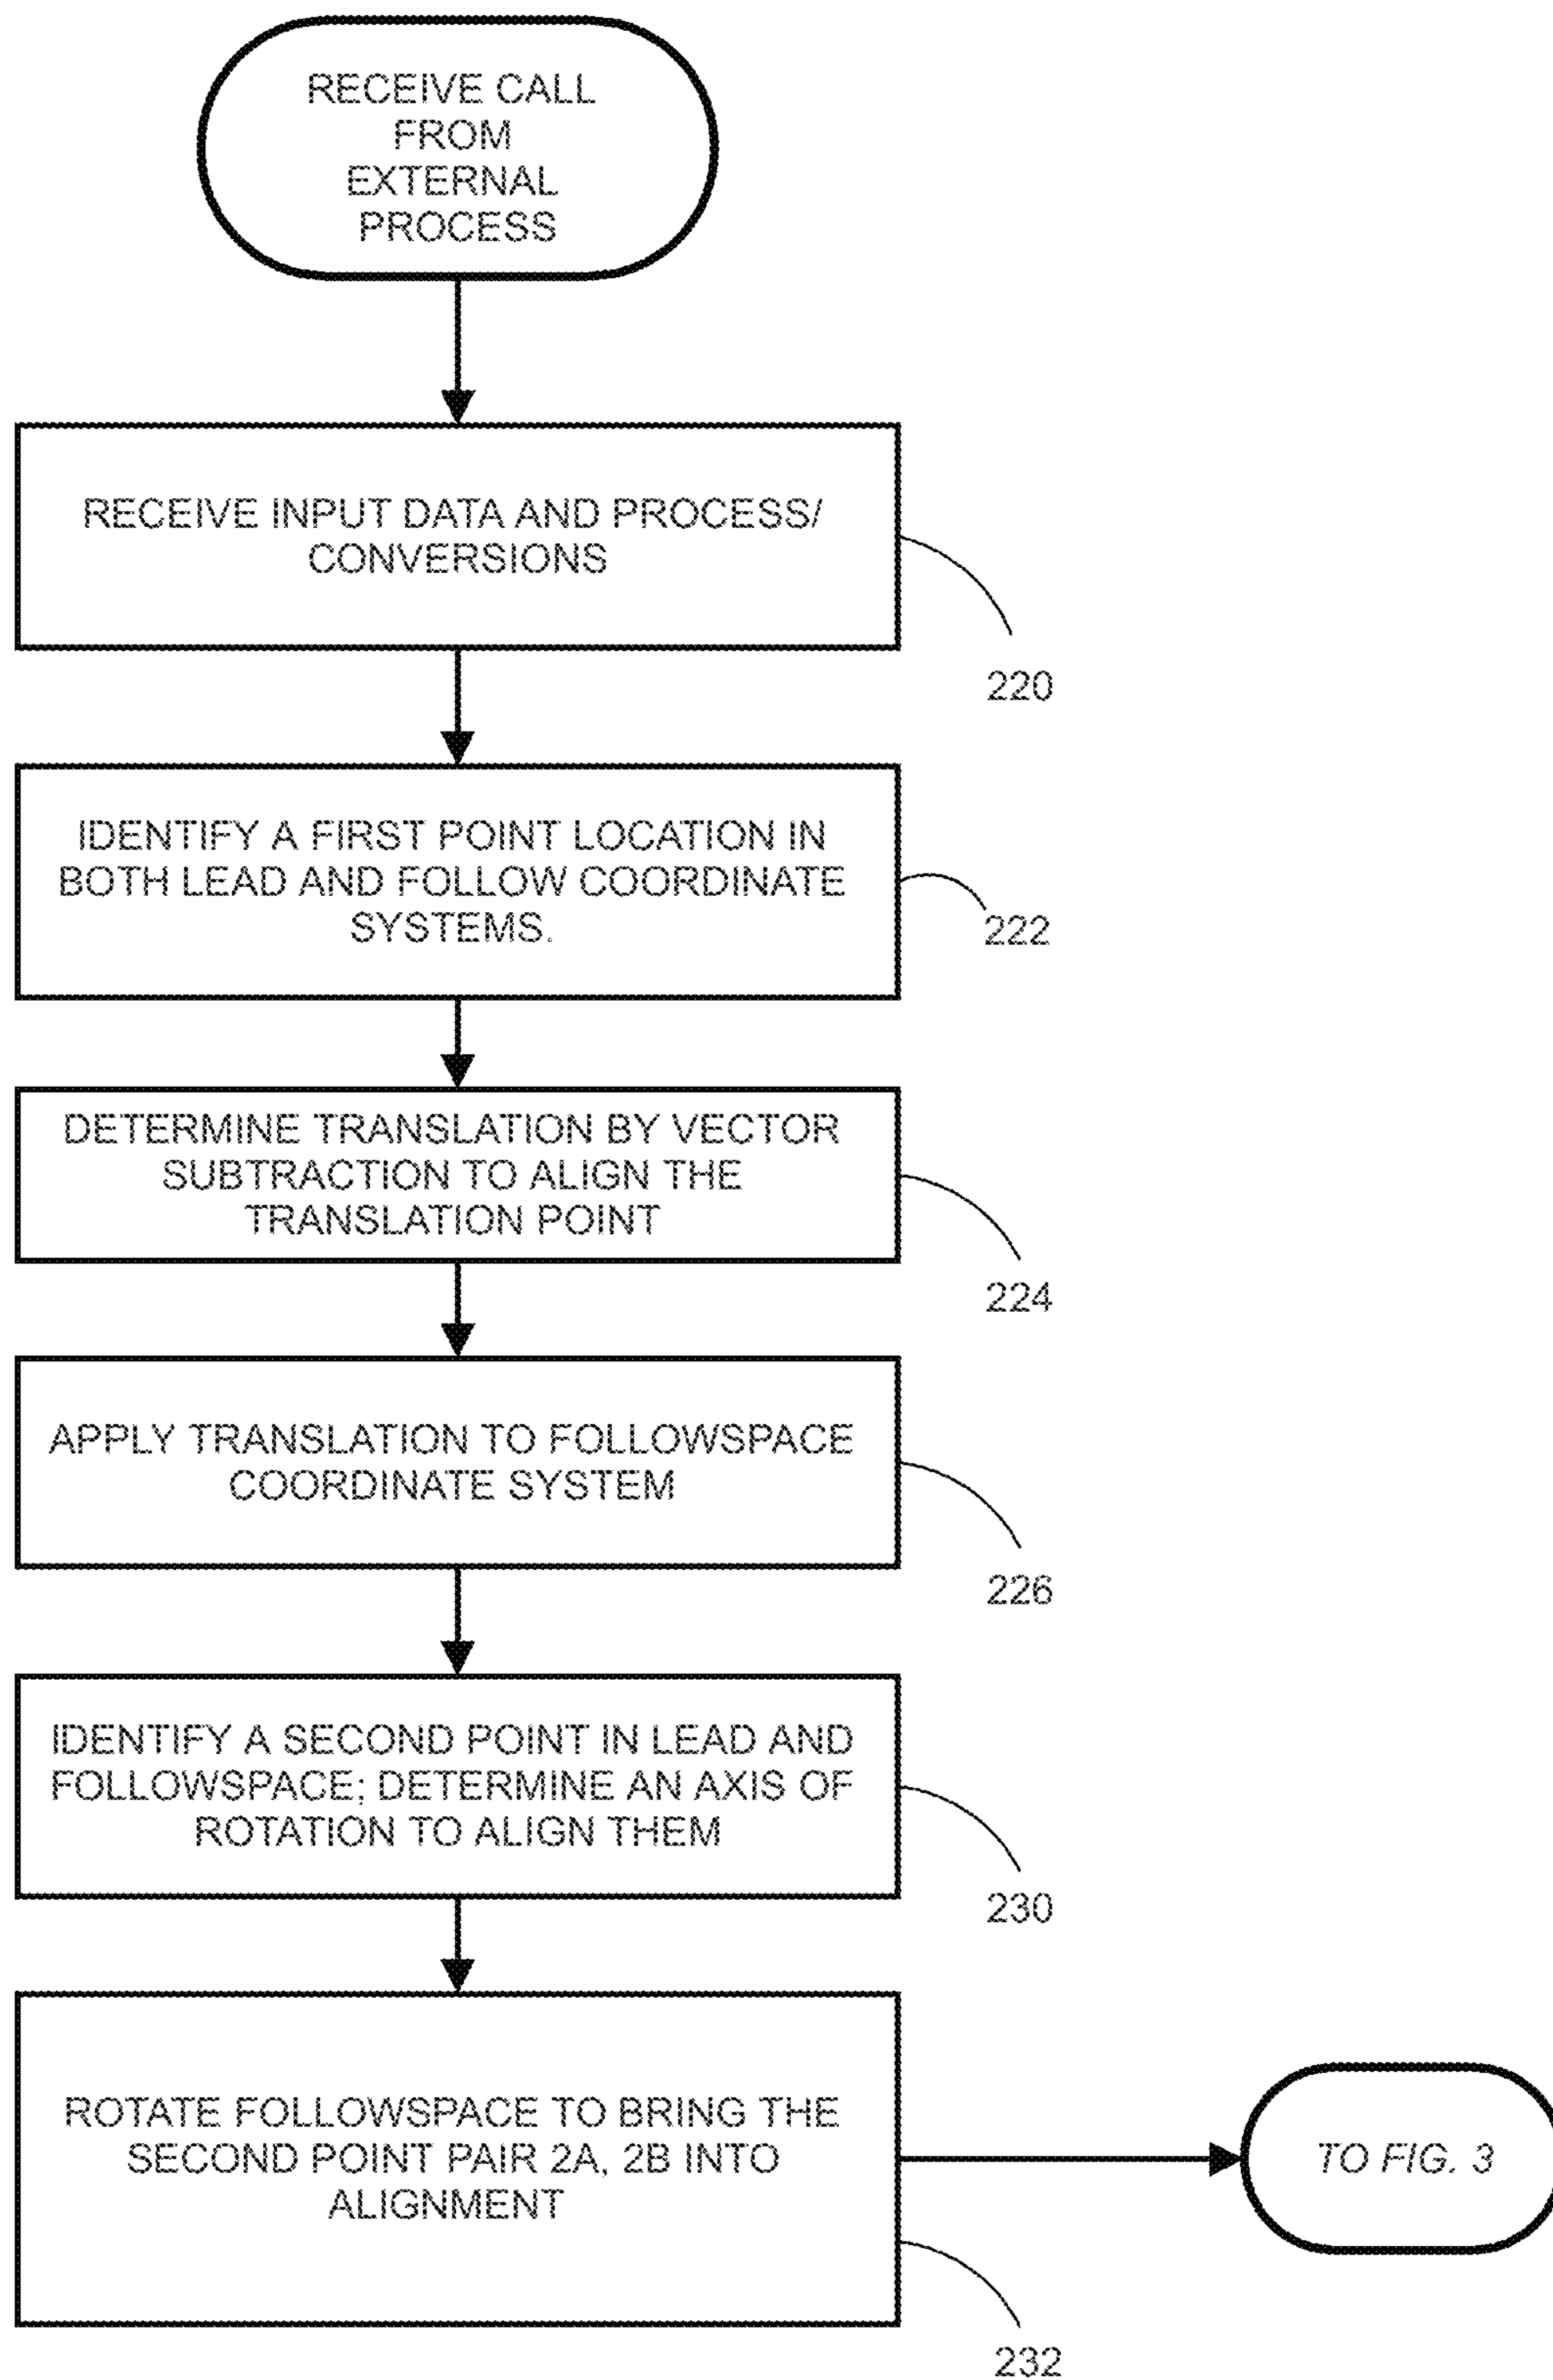 RECEIVE CALL
FROM
EXTERNAL
PROCESS
RECEIVE INPUT DATA AND PROCESS/
CONVERSIONS
220
IDENTIFY A FIRST POINT LOCATION IN
BOTH LEAD AND FOLLOW COORDINATE
SYSTEMS.
222
DETERMINE TRANSLATION BY VECTOR
SUBTRACTION TO ALIGN THE
TRANSLATION POINT
224
APPLY TRANSLATION TO FOLLOWSPACE
COORDINATE SYSTEM
226
IDENTIFY A SECOND POINT IN LEAD AND
FOLLOWSPACE; DETERMINE AN AXIS OF
ROTATION TO ALIGN THEM
230
ROTATE FOLLOWSPACE TO BRING THE
SECOND POINT PAIR 2A, 2B INTO
ALIGNMENT
232
TO FIG. 3